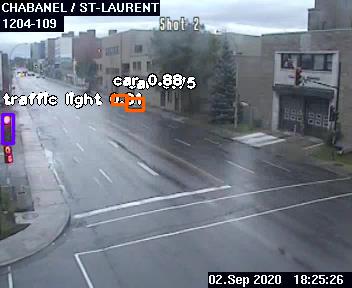 CHABANEL / ST-LAURENT
1204-109
Shot 2
car 0.88
traffic light
02.Sep 2020 18:25:26